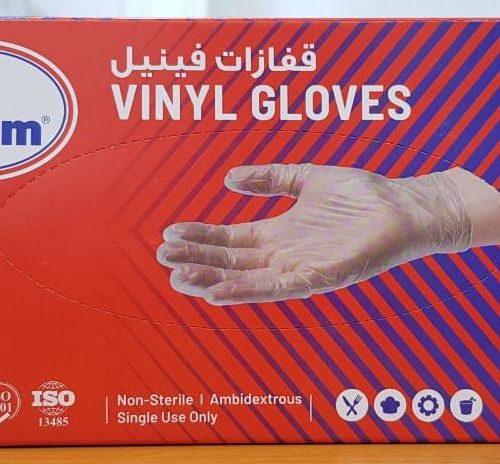 قفازات فينيل
VINYL GLOVES
m®
ISO
13485
Non-Sterile | Ambidextrous
Single Use Only